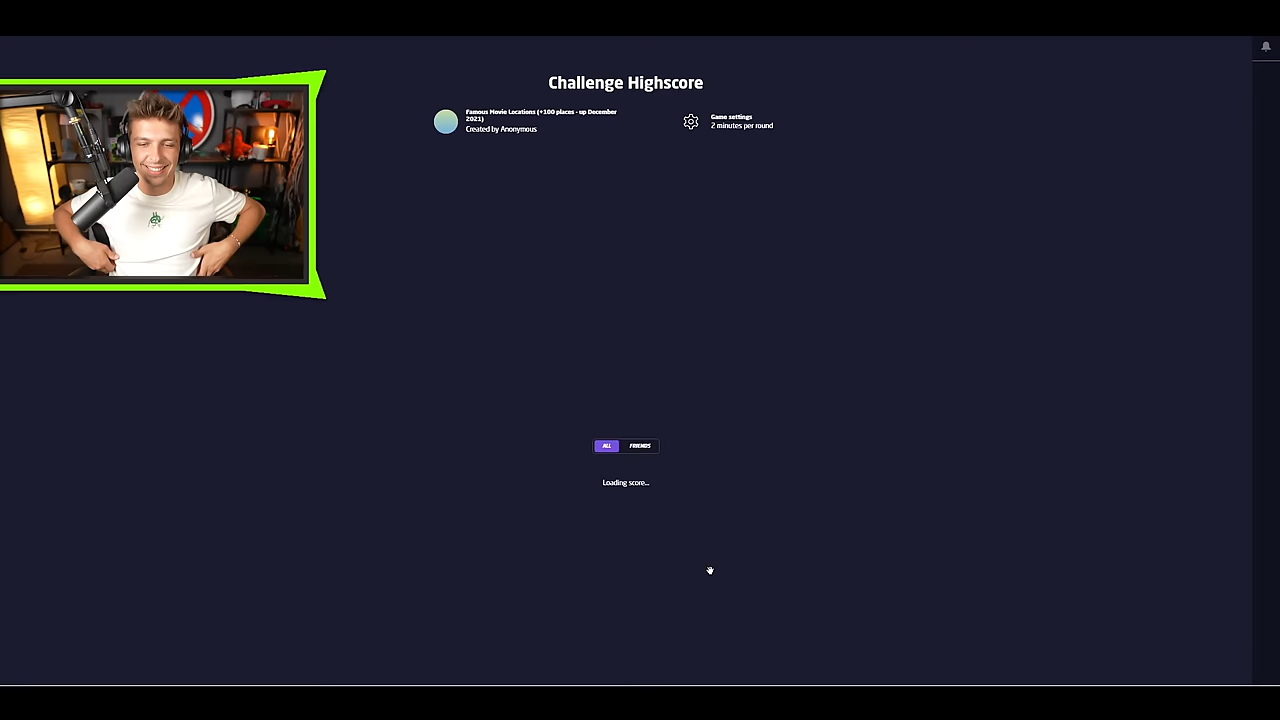 Challenge Highscore
Famous Movie Locations (+100 places - up December
2021)
Created by Anonymous
Game settings
2 minutes per round
ALL
FRIENDS
Loading score...